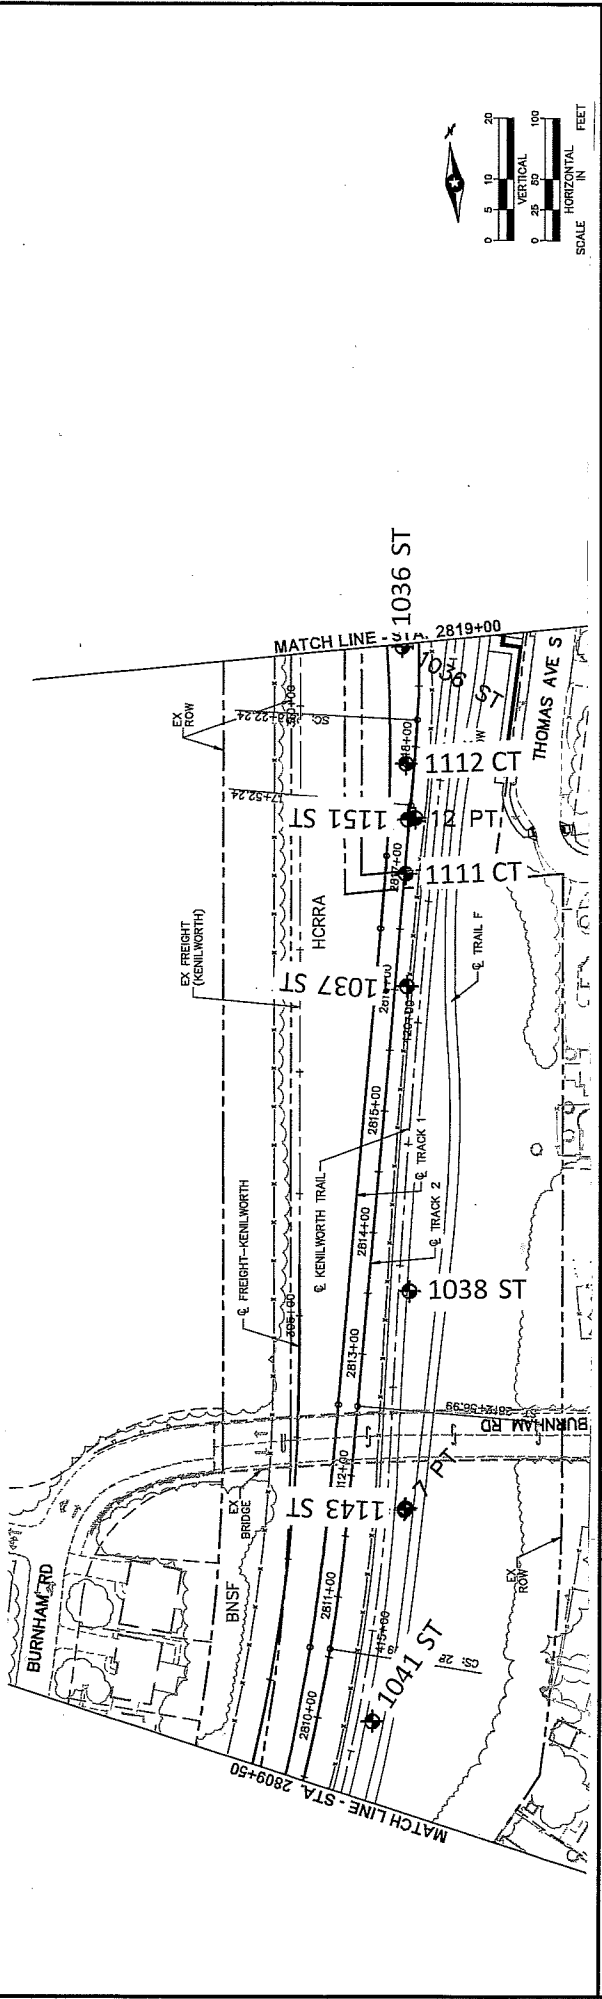 0 5 10 20
VERTICAL
0 25 50 100
HORIZONTAL
SCALE IN FEET
1036 ST
MATCH LINE - STA. 2819+00
1036 ST
THOMAS AVE S
EX
ROW
1112 CT
1151 ST
12 PT
2817+00
1111 CT
HCRRA
EX FREIGHT
(KENILWORTH)
1037 ST
℄ TRAIL F
2815+00
℄ TRACK 1
℄ KENILWORTH TRAIL
℄ FREIGHT-KENILWORTH
2814+00
℄ TRACK 2
1038 ST
2813+00
BURNHAM RD
7 PT
1143 ST
EX
BRIDGE
EX
ROW
BNSF
BURNHAM RD
2811+00
415+00
2810+00
1041 ST
MATCH LINE - STA. 2809+50